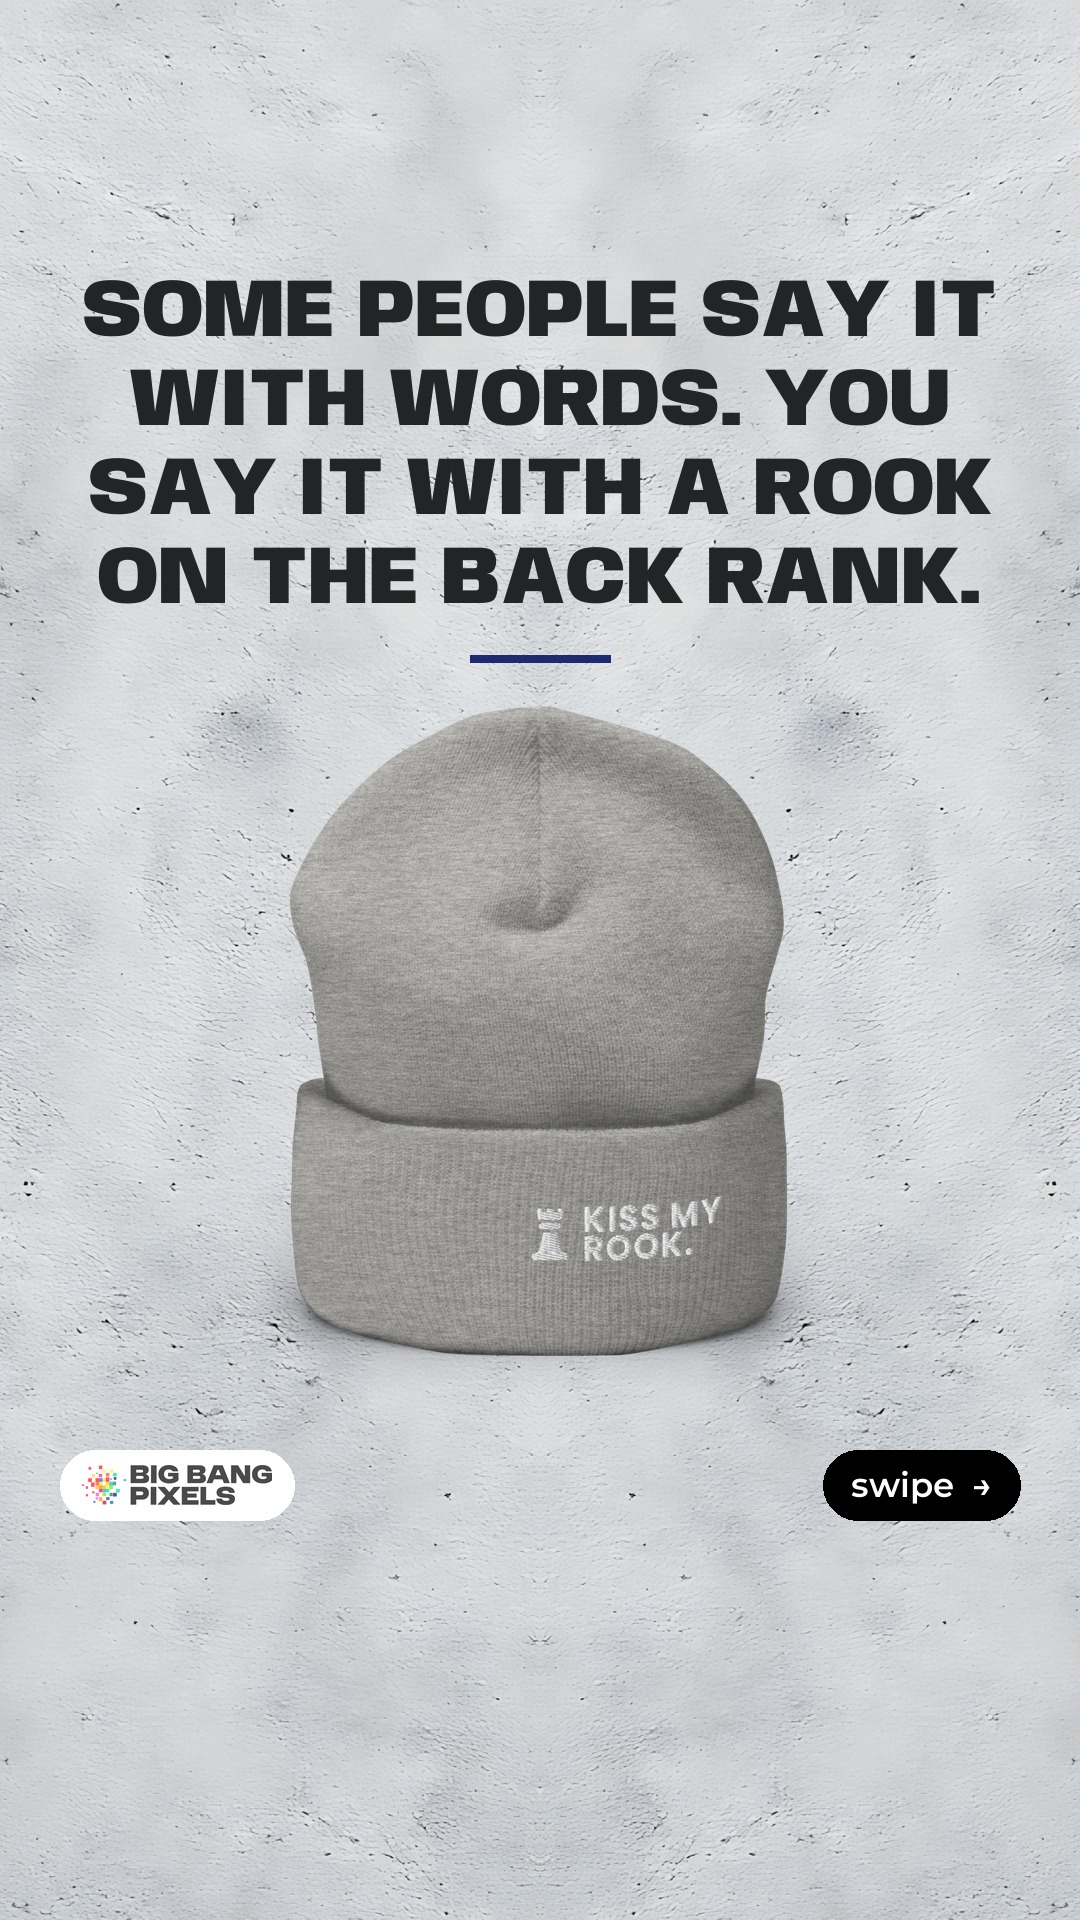 SOME PEOPLE SAY IT
WITH WORDS. YOU
SAY IT WITH A ROOK
ON THE BACK RANK.
KISS MY
ROOK.
BIG BANG
PIXELS
swipe →